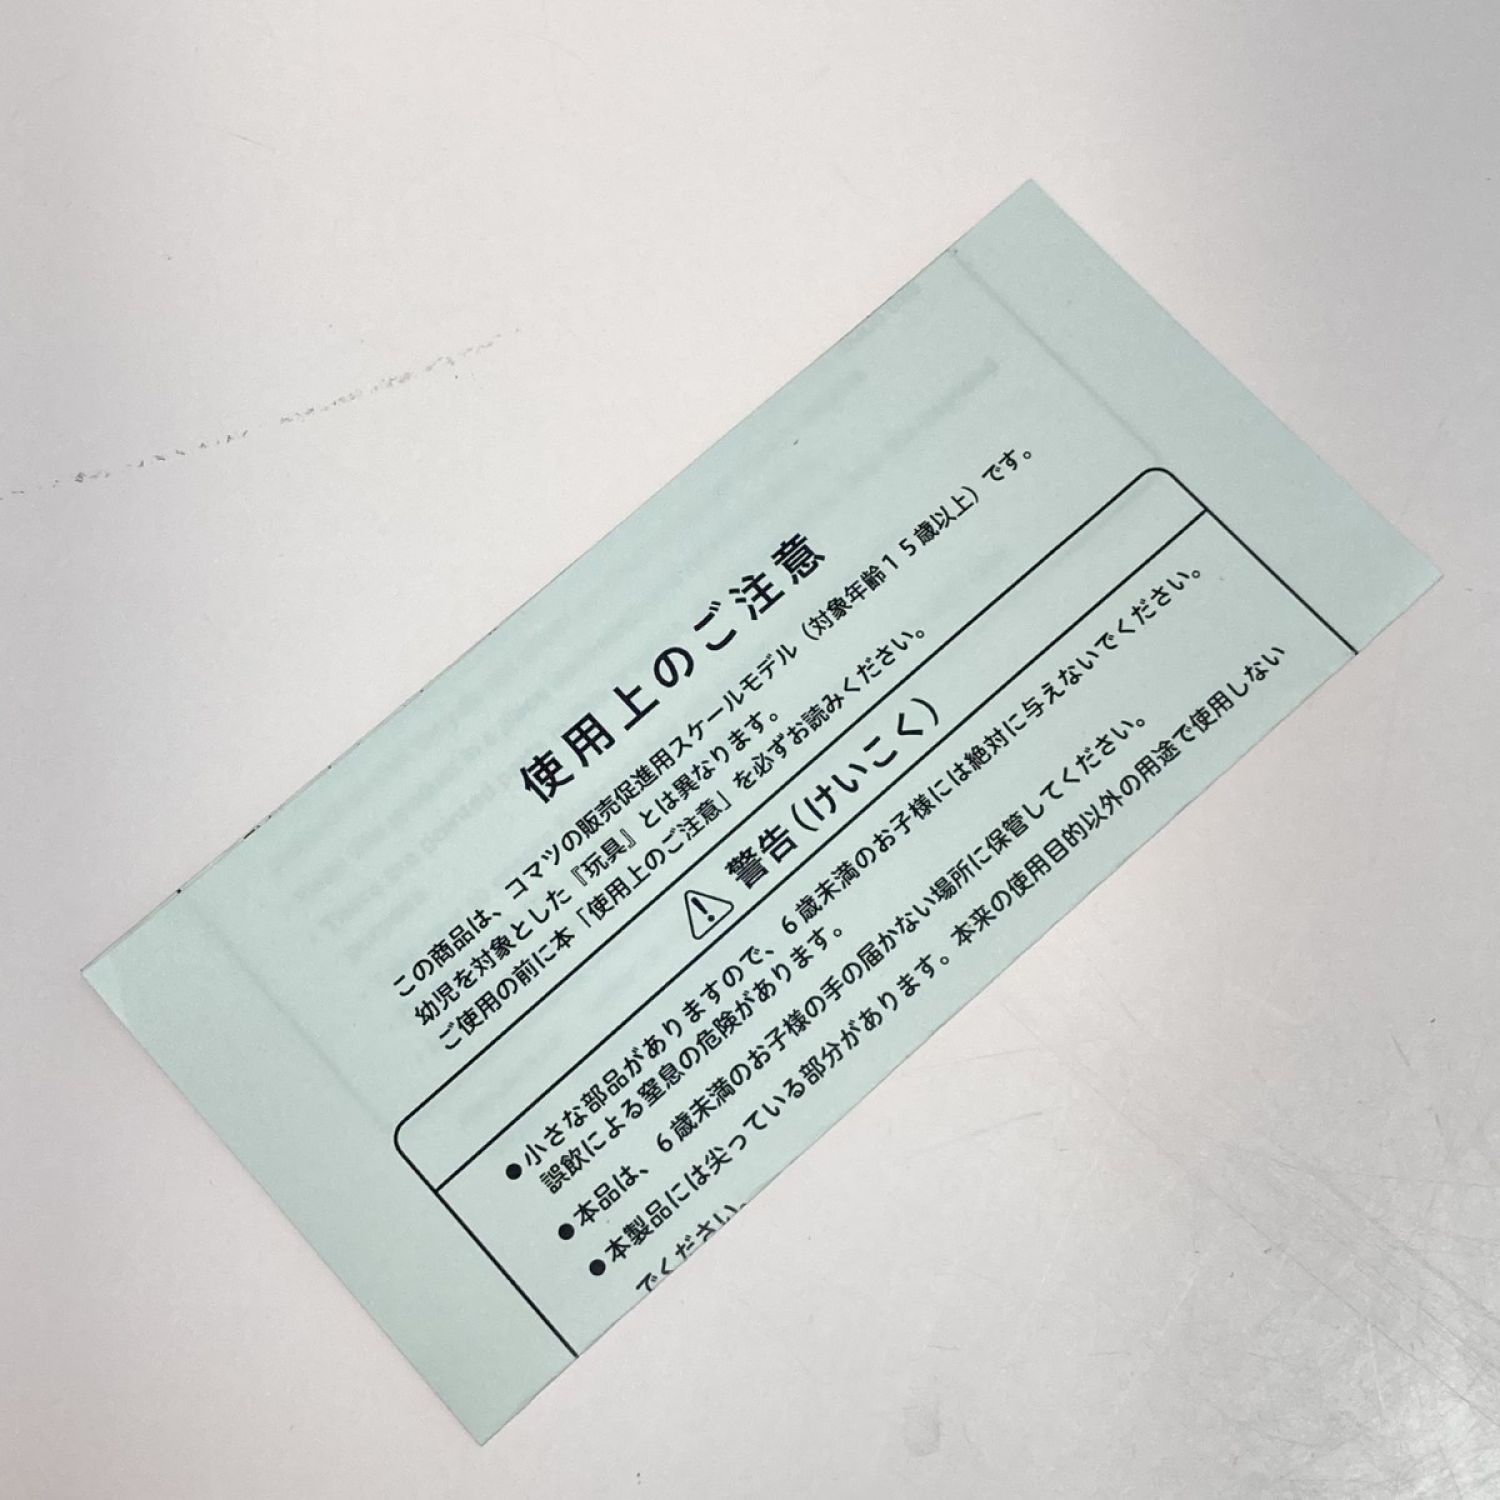 使用上のご注意
この商品は、コマツの販売促進用スケールモデル（対象年齢１５歳以上）です。
幼児を対象とした『玩具』とは異なります。
ご使用の前に本「使用上のご注意」を必ずお読みください。
警告（けいこく）
●小さな部品がありますので、６歳未満のお子様には絶対に与えないでください。
誤飲による窒息の危険があります。
●本品は、６歳未満のお子様の手の届かない場所に保管してください。
●本製品には尖っている部分があります。本来の使用目的以外の用途で使用しない
でください。